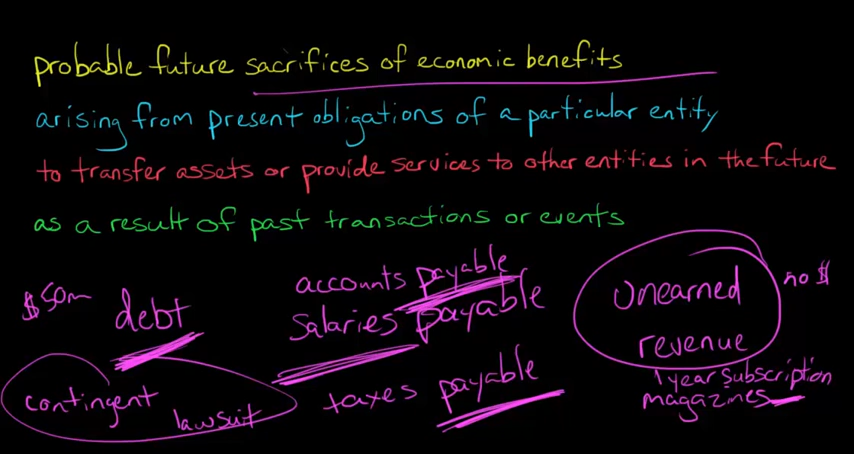 probable future sacrifices of economic benefits
arising from present obligations of a particular entity
to transfer assets or provide services to other entities in the future
as a result of past transactions or events
$50m
debt
contingent
lawsuit
accounts payable
salaries payable
taxes payable
Unearned
revenue
no $
1 year subscription
magazines